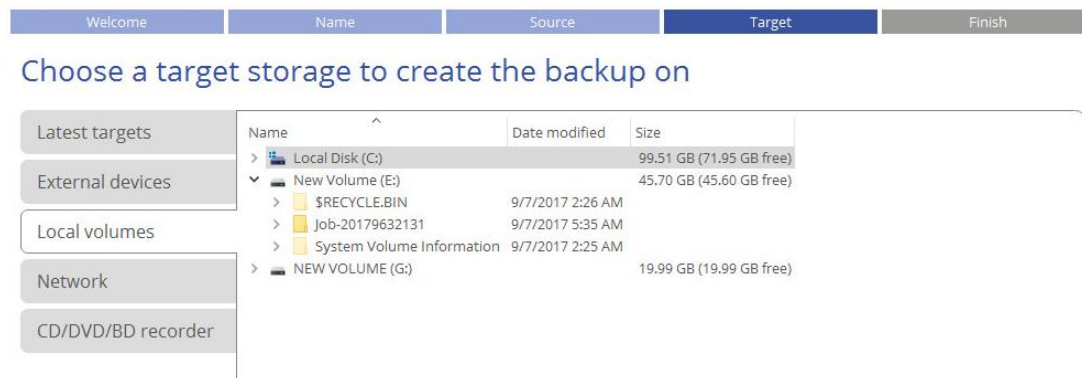 Welcome Name Source Target Finish
Choose a target storage to create the backup on
Latest targets
External devices
Local volumes
Network
CD/DVD/BD recorder
Name Date modified Size
Local Disk (C:) 99.51 GB (71.95 GB free)
New Volume (E:) 45.70 GB (45.60 GB free)
$RECYCLE.BIN 9/7/2017 2:26 AM
Job-20179632131 9/7/2017 5:35 AM
System Volume Information 9/7/2017 2:25 AM
NEW VOLUME (G:) 19.99 GB (19.99 GB free)